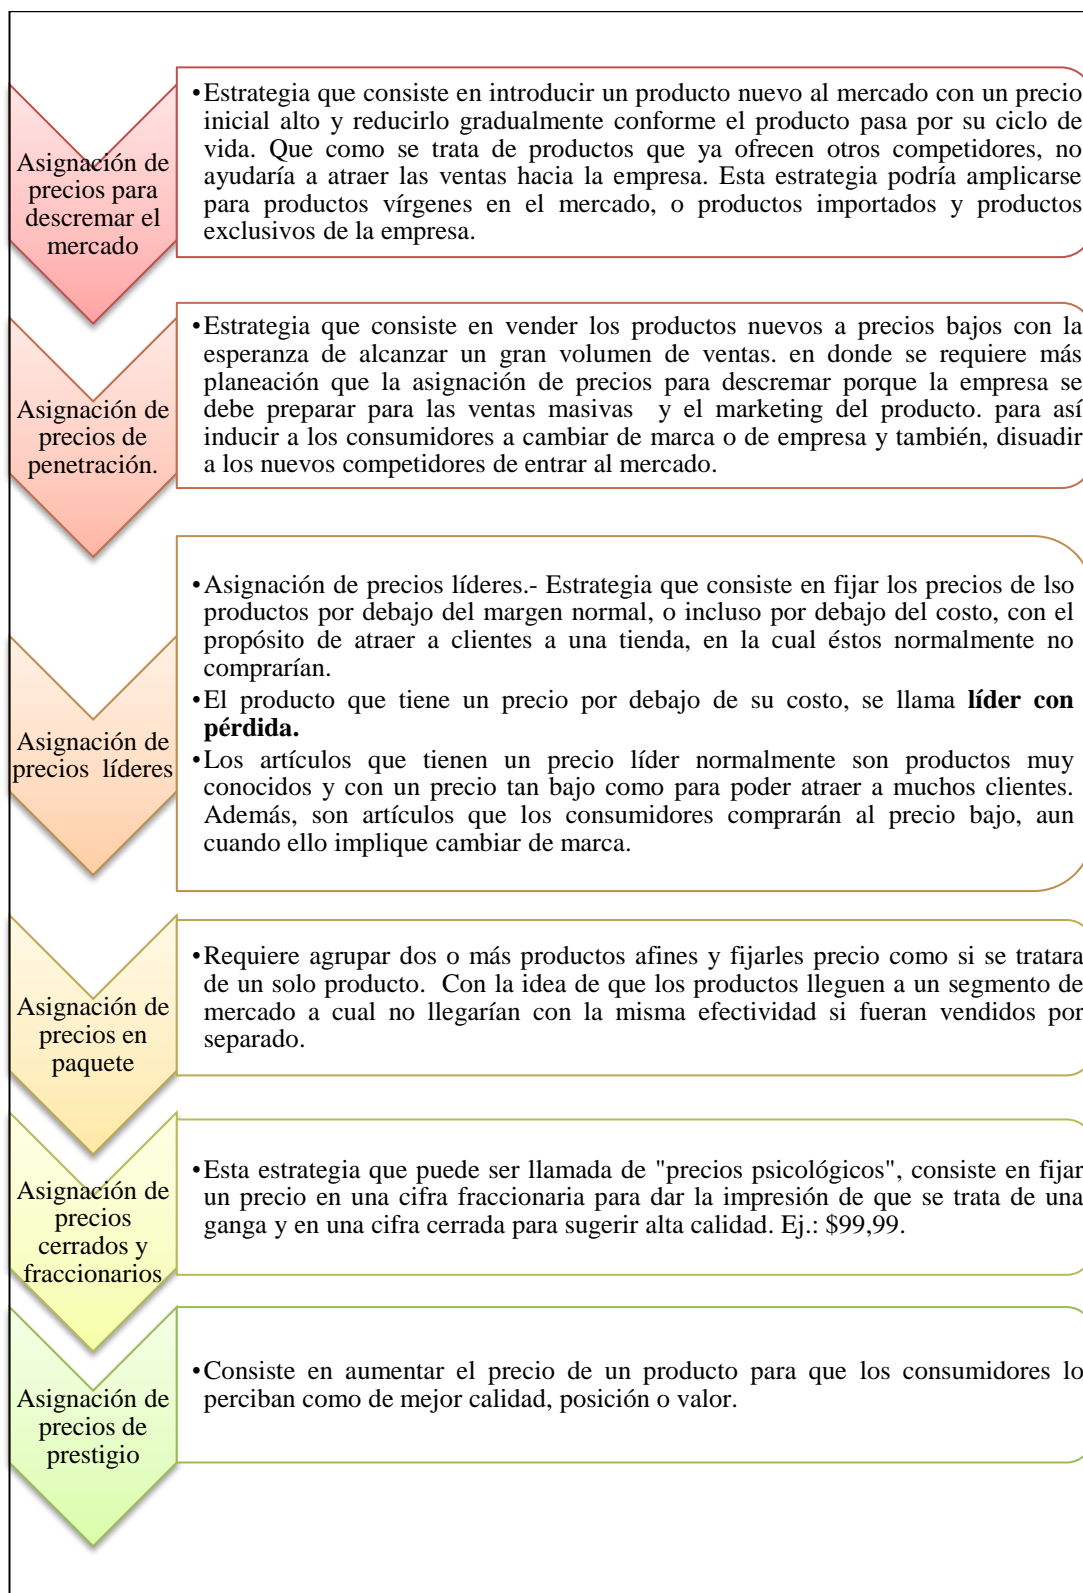 Asignación de
precios para
descremar el
mercado
•Estrategia que consiste en introducir un producto nuevo al mercado con un precio
inicial alto y reducirlo gradualmente conforme el producto pasa por su ciclo de
vida. Que como se trata de productos que ya ofrecen otros competidores, no
ayudaría a atraer las ventas hacia la empresa. Esta estrategia podría amplicarse
para productos vírgenes en el mercado, o productos importados y productos
exclusivos de la empresa.
Asignación de
precios de
penetración.
•Estrategia que consiste en vender los productos nuevos a precios bajos con la
esperanza de alcanzar un gran volumen de ventas. en donde se requiere más
planeación que la asignación de precios para descremar porque la empresa se
debe preparar para las ventas masivas y el marketing del producto. para así
inducir a los consumidores a cambiar de marca o de empresa y también, disuadir
a los nuevos competidores de entrar al mercado.
Asignación de
precios líderes
•Asignación de precios líderes.- Estrategia que consiste en fijar los precios de lso
productos por debajo del margen normal, o incluso por debajo del costo, con el
propósito de atraer a clientes a una tienda, en la cual éstos normalmente no
comprarían.
•El producto que tiene un precio por debajo de su costo, se llama líder con
pérdida.
•Los artículos que tienen un precio líder normalmente son productos muy
conocidos y con un precio tan bajo como para poder atraer a muchos clientes.
Además, son artículos que los consumidores comprarán al precio bajo, aun
cuando ello implique cambiar de marca.
Asignación de
precios en
paquete
•Requiere agrupar dos o más productos afines y fijarles precio como si se tratara
de un solo producto. Con la idea de que los productos lleguen a un segmento de
mercado a cual no llegarían con la misma efectividad si fueran vendidos por
separado.
Asignación de
precios
cerrados y
fraccionarios
•Esta estrategia que puede ser llamada de "precios psicológicos", consiste en fijar
un precio en una cifra fraccionaria para dar la impresión de que se trata de una
ganga y en una cifra cerrada para sugerir alta calidad. Ej.: $99,99.
Asignación de
precios de
prestigio
•Consiste en aumentar el precio de un producto para que los consumidores lo
perciban como de mejor calidad, posición o valor.